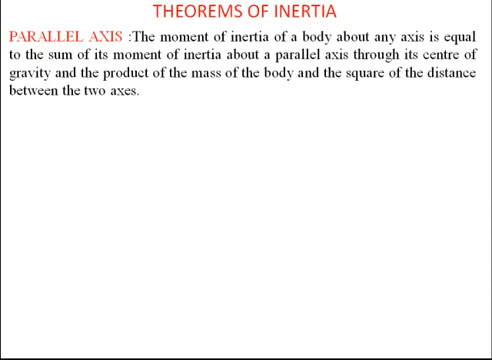 THEOREMS OF INERTIA
PARALLEL AXIS :The moment of inertia of a body about any axis is equal
to the sum of its moment of inertia about a parallel axis through its centre of
gravity and the product of the mass of the body and the square of the distance
between the two axes.